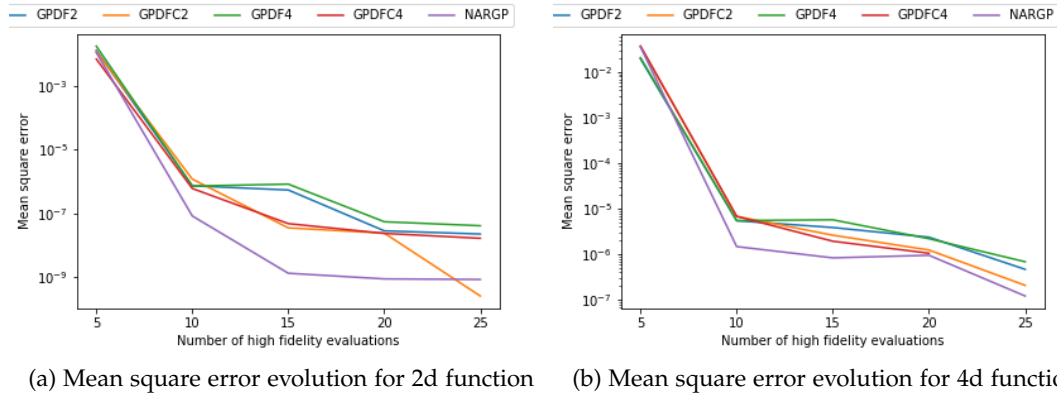 GPDF2 GPDFC2 GPDF4 GPDFC4 NARGP
Mean square error
10⁻³
10⁻⁵
10⁻⁷
10⁻⁹
5 10 15 20 25
Number of high fidelity evaluations
(a) Mean square error evolution for 2d function
GPDF2 GPDFC2 GPDF4 GPDFC4 NARGP
Mean square error
10⁻²
10⁻³
10⁻⁴
10⁻⁵
10⁻⁶
10⁻⁷
5 10 15 20 25
Number of high fidelity evaluations
(b) Mean square error evolution for 4d functio